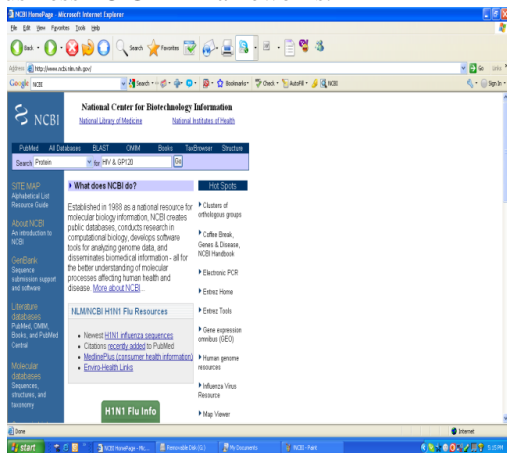 NCBI HomePage - Microsoft Internet Explorer
File Edit View Favorites Tools Help
Back Search Favorites
Address http://www.ncbi.nlm.nih.gov/ Go Links
Google NCBI Search Bookmarks Check AutoFill NCBI Sign In
NCBI
National Center for Biotechnology Information
National Library of Medicine National Institutes of Health
PubMed All Databases BLAST OMIM Books TaxBrowser Structure
Search Protein for HIV & GP120 Go
SITE MAP
Alphabetical List
Resource Guide
About NCBI
An introduction to
NCBI
GenBank
Sequence
submission support
and software
Literature
databases
PubMed, OMIM,
Books, and PubMed
Central
Molecular
databases
Sequences,
structures, and
taxonomy
What does NCBI do?
Established in 1988 as a national resource for
molecular biology information, NCBI creates
public databases, conducts research in
computational biology, develops software
tools for analyzing genome data, and
disseminates biomedical information - all for
the better understanding of molecular
processes affecting human health and
disease. More about NCBI...
NLM/NCBI H1N1 Flu Resources
Newest H1N1 influenza sequences
Citations recently added to PubMed
MedlinePlus (consumer health information)
Enviro-Health Links
H1N1 Flu Info
Hot Spots
Clusters of
orthologous groups
Coffee Break,
Genes & Disease,
NCBI Handbook
Electronic PCR
Entrez Home
Entrez Tools
Gene expression
omnibus (GEO)
Human genome
resources
Influenza Virus
Resource
Map Viewer
Done Internet
start NCBI HomePage - Mic... Removable Disk (G:) My Documents NCBI - Paint 5:15 PM